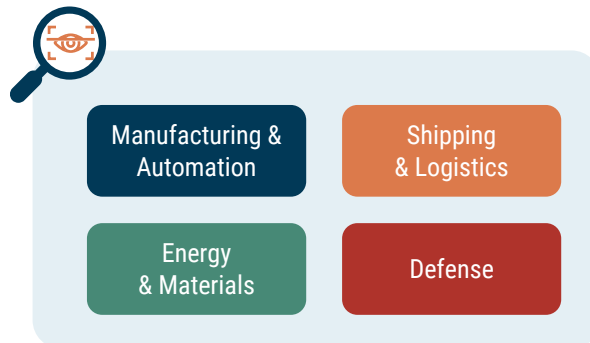 Manufacturing &
Automation
Shipping
& Logistics
Energy
& Materials
Defense